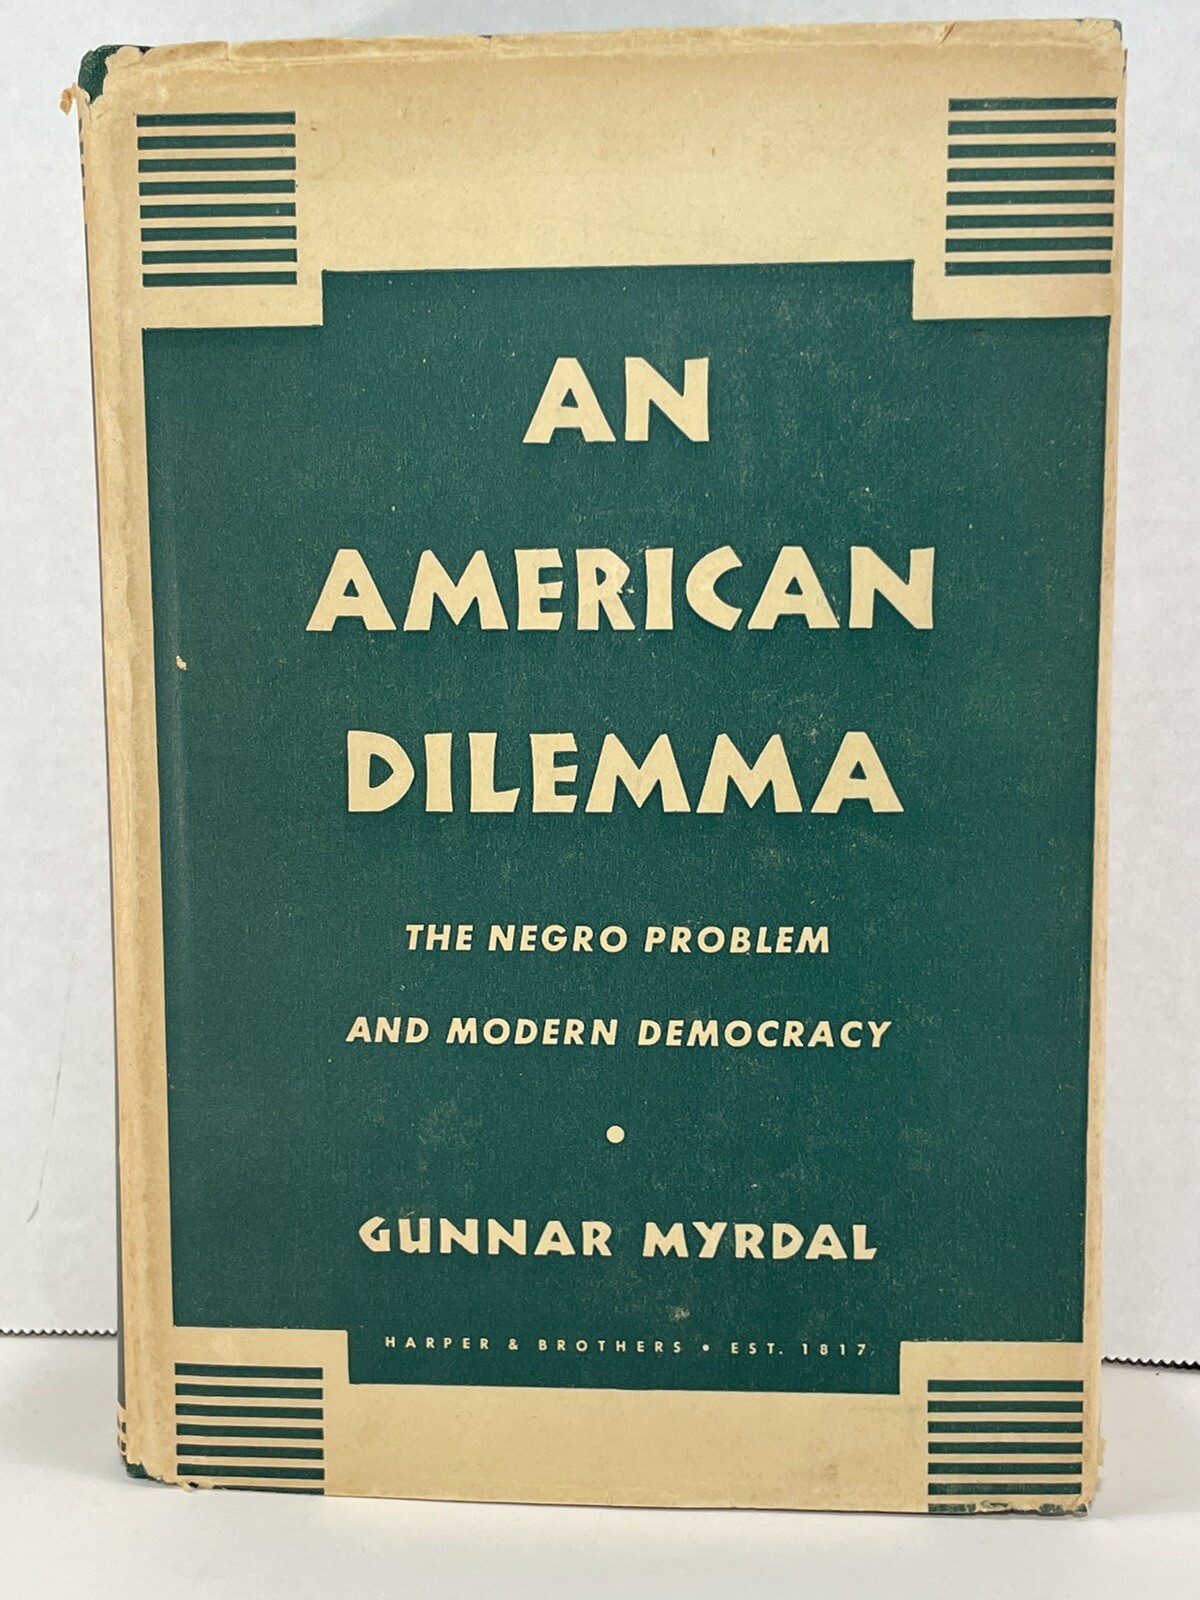 AN
AMERICAN
DILEMMA
THE NEGRO PROBLEM
AND MODERN DEMOCRACY
•
GUNNAR MYRDAL
HARPER & BROTHERS • EST. 1817